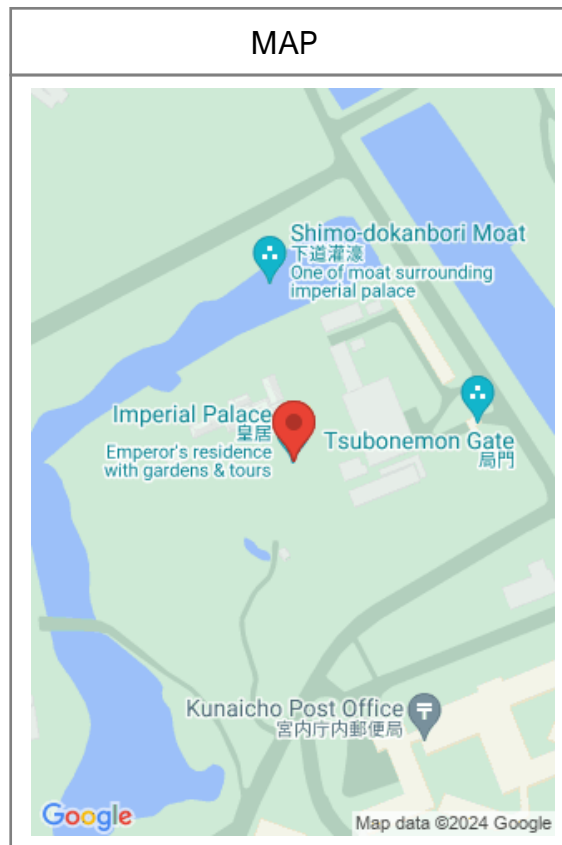 MAP
Shimo-dokanbori Moat
下道灌濠
One of moat surrounding
imperial palace
Imperial Palace
皇居
Emperor's residence
with gardens & tours
Tsubonemon Gate
局門
Kunaicho Post Office
宮内庁内郵便局
〒
Google
Map data ©2024 Google